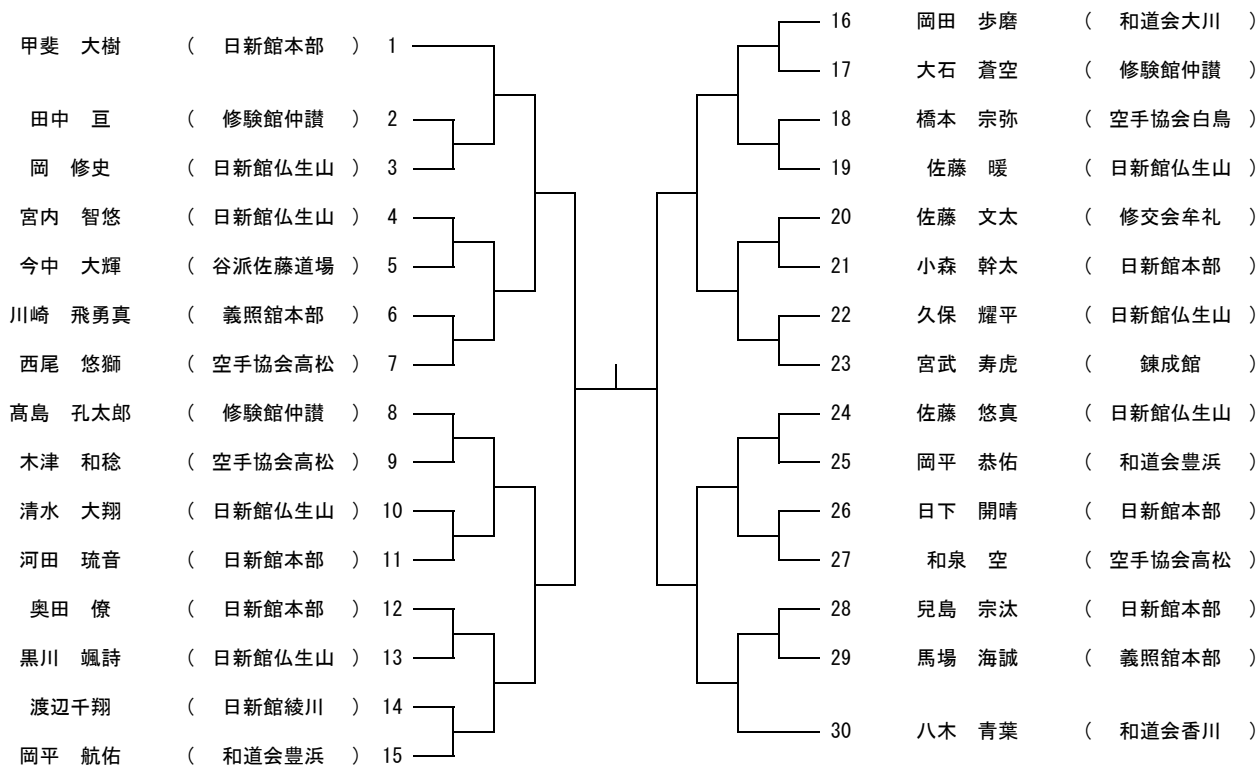 甲斐 大樹 ( 日新館本部 ) 1
田中 亘 ( 修験館仲讃 ) 2
岡 修史 ( 日新館仏生山 ) 3
宮内 智悠 ( 日新館仏生山 ) 4
今中 大輝 ( 谷派佐藤道場 ) 5
川崎 飛勇真 ( 義照舘本部 ) 6
西尾 悠獅 ( 空手協会高松 ) 7
髙島 孔太郎 ( 修験館仲讃 ) 8
木津 和稔 ( 空手協会高松 ) 9
清水 大翔 ( 日新館仏生山 ) 10
河田 琉音 ( 日新館本部 ) 11
奥田 僚 ( 日新館本部 ) 12
黒川 颯詩 ( 日新館仏生山 ) 13
渡辺千翔 ( 日新館綾川 ) 14
岡平 航佑 ( 和道会豊浜 ) 15
16 岡田 歩磨 ( 和道会大川 )
17 大石 蒼空 ( 修験館仲讃 )
18 橋本 宗弥 ( 空手協会白鳥 )
19 佐藤 暖 ( 日新館仏生山 )
20 佐藤 文太 ( 修交会牟礼 )
21 小森 幹太 ( 日新館本部 )
22 久保 耀平 ( 日新館仏生山 )
23 宮武 寿虎 ( 錬成館 )
24 佐藤 悠真 ( 日新館仏生山 )
25 岡平 恭佑 ( 和道会豊浜 )
26 日下 開晴 ( 日新館本部 )
27 和泉 空 ( 空手協会高松 )
28 兒島 宗汰 ( 日新館本部 )
29 馬場 海誠 ( 義照舘本部 )
30 八木 青葉 ( 和道会香川 )